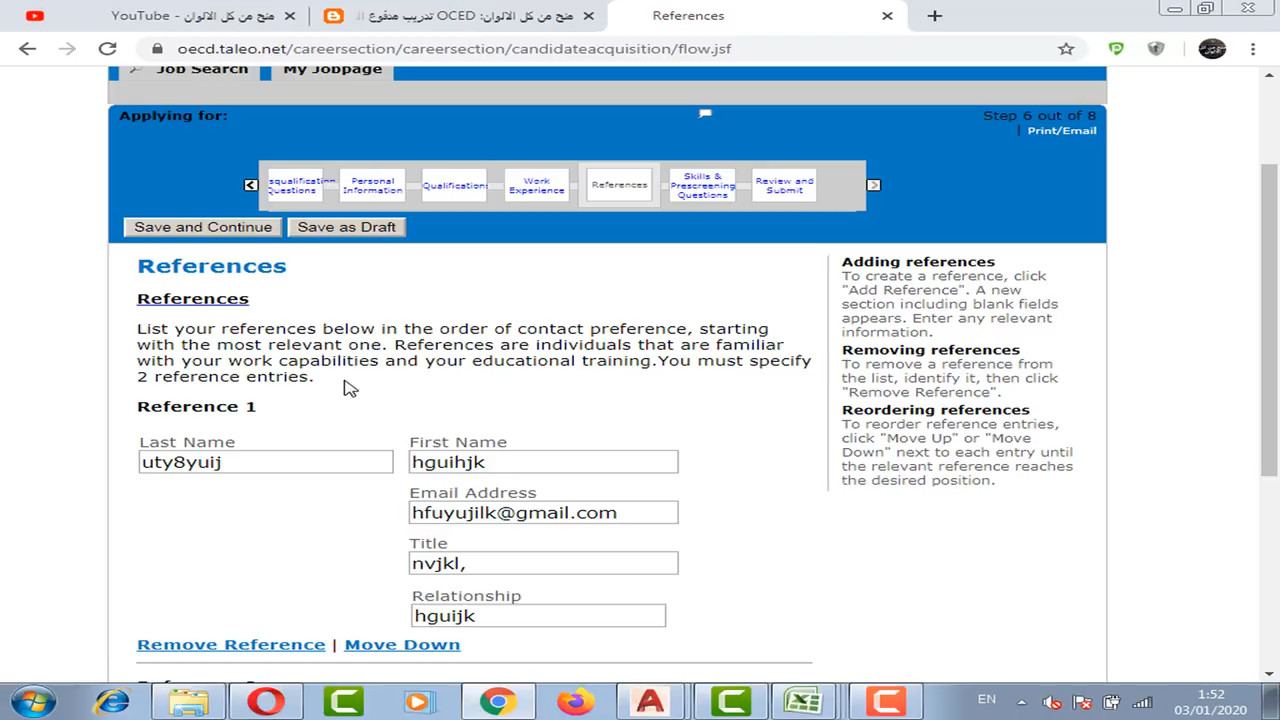 منح من كل الالوان - YouTube
منح من كل الالوان: OCED تدريب مدفوع ال
References
oecd.taleo.net/careersection/careersection/candidateacquisition/flow.jsf
Job Search
My Jobpage
Applying for:
Step 6 out of 8
| Print/Email
squalification
Questions
Personal
Information
Qualifications
Work
Experience
References
Skills &
Prescreening
Questions
Review and
Submit
Save and Continue
Save as Draft
References
References
List your references below in the order of contact preference, starting
with the most relevant one. References are individuals that are familiar
with your work capabilities and your educational training.You must specify
2 reference entries.
Reference 1
Last Name
uty8yuij
First Name
hguihjk
Email Address
hfuyujilk@gmail.com
Title
nvjkl,
Relationship
hguijk
Remove Reference | Move Down
Adding references
To create a reference, click
"Add Reference". A new
section including blank fields
appears. Enter any relevant
information.
Removing references
To remove a reference from
the list, identify it, then click
"Remove Reference".
Reordering references
To reorder reference entries,
click "Move Up" or "Move
Down" next to each entry until
the relevant reference reaches
the desired position.
EN
1:52
03/01/2020